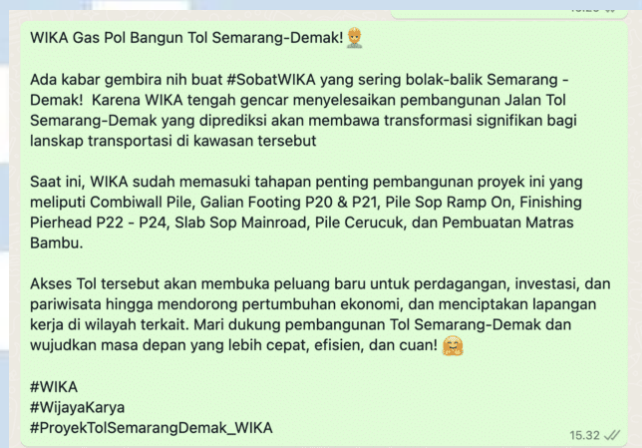 WIKA Gas Pol Bangun Tol Semarang-Demak! 👷
Ada kabar gembira nih buat #SobatWIKA yang sering bolak-balik Semarang -
Demak!  Karena WIKA tengah gencar menyelesaikan pembangunan Jalan Tol
Semarang-Demak yang diprediksi akan membawa transformasi signifikan bagi
lanskap transportasi di kawasan tersebut
Saat ini, WIKA sudah memasuki tahapan penting pembangunan proyek ini yang
meliputi Combiwall Pile, Galian Footing P20 & P21, Pile Sop Ramp On, Finishing
Pierhead P22 - P24, Slab Sop Mainroad, Pile Cerucuk, dan Pembuatan Matras
Bambu.
Akses Tol tersebut akan membuka peluang baru untuk perdagangan, investasi, dan
pariwisata hingga mendorong pertumbuhan ekonomi, dan menciptakan lapangan
kerja di wilayah terkait. Mari dukung pembangunan Tol Semarang-Demak dan
wujudkan masa depan yang lebih cepat, efisien, dan cuan! 🤗
#WIKA
#WijayaKarya
#ProyekTolSemarangDemak_WIKA
15.32